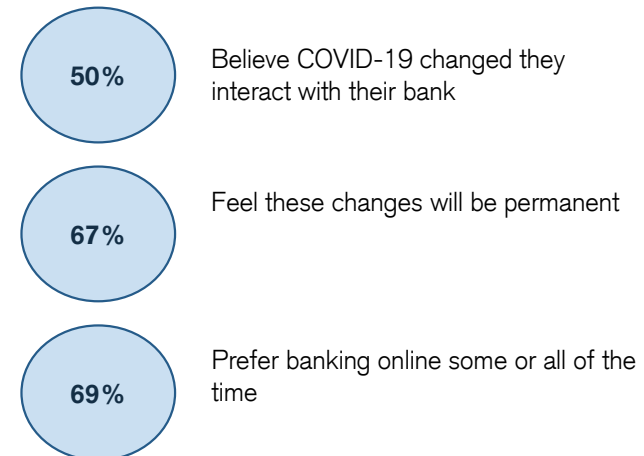 50%
Believe COVID-19 changed they
interact with their bank
67%
Feel these changes will be permanent
69%
Prefer banking online some or all of the
time